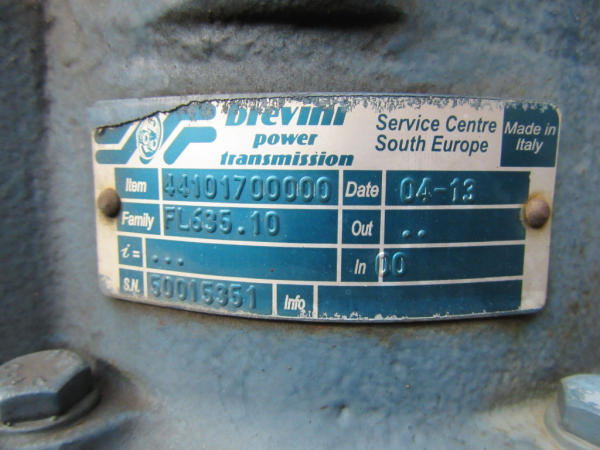 brevini
power
transmission
Service Centre
South Europe
Made in
Italy
Item 44101700000 Date 04-13
Family FL635.10 Out ..
i = ... In 00
S.N. 50015351 Info